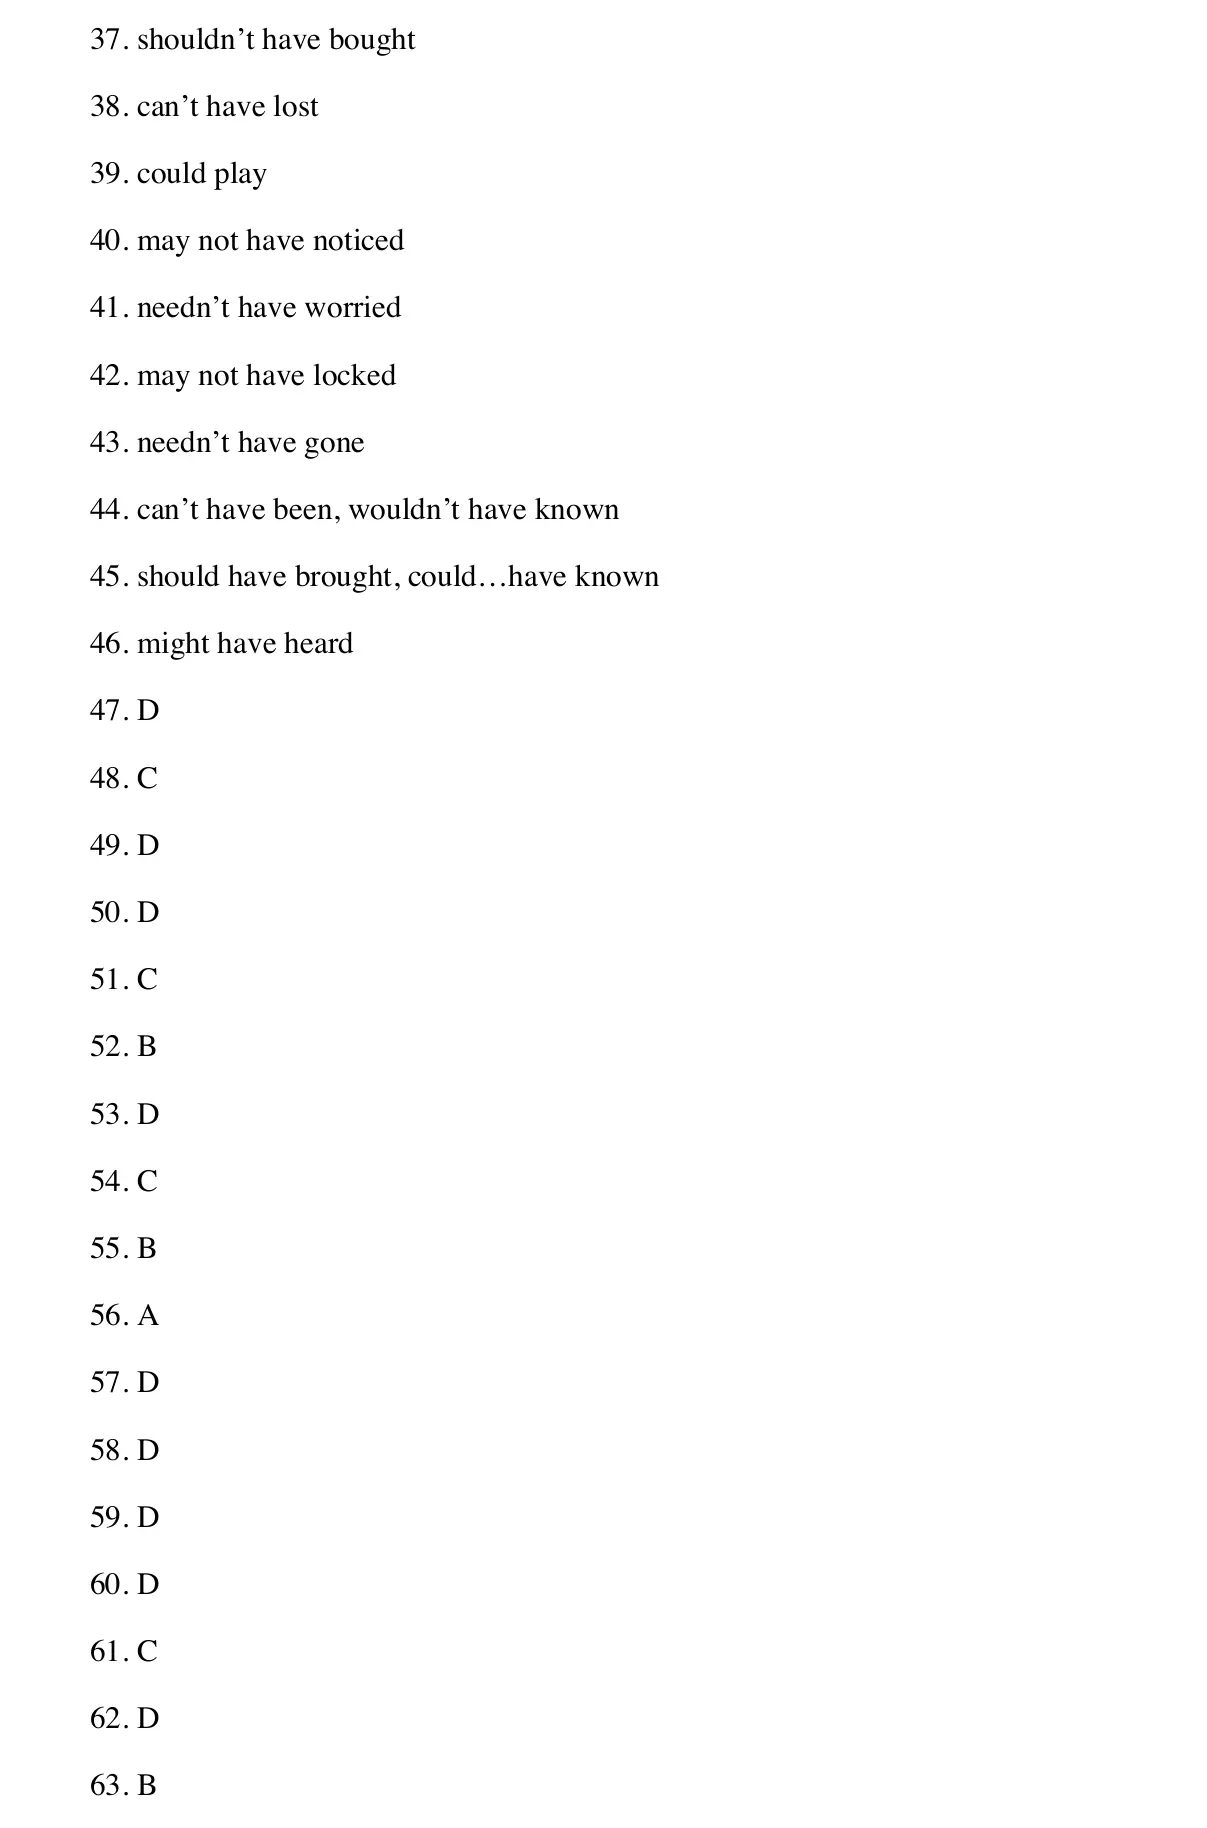 37. shouldn’t have bought
38. can’t have lost
39. could play
40. may not have noticed
41. needn’t have worried
42. may not have locked
43. needn’t have gone
44. can’t have been, wouldn’t have known
45. should have brought, could…have known
46. might have heard
47. D
48. C
49. D
50. D
51. C
52. B
53. D
54. C
55. B
56. A
57. D
58. D
59. D
60. D
61. C
62. D
63. B